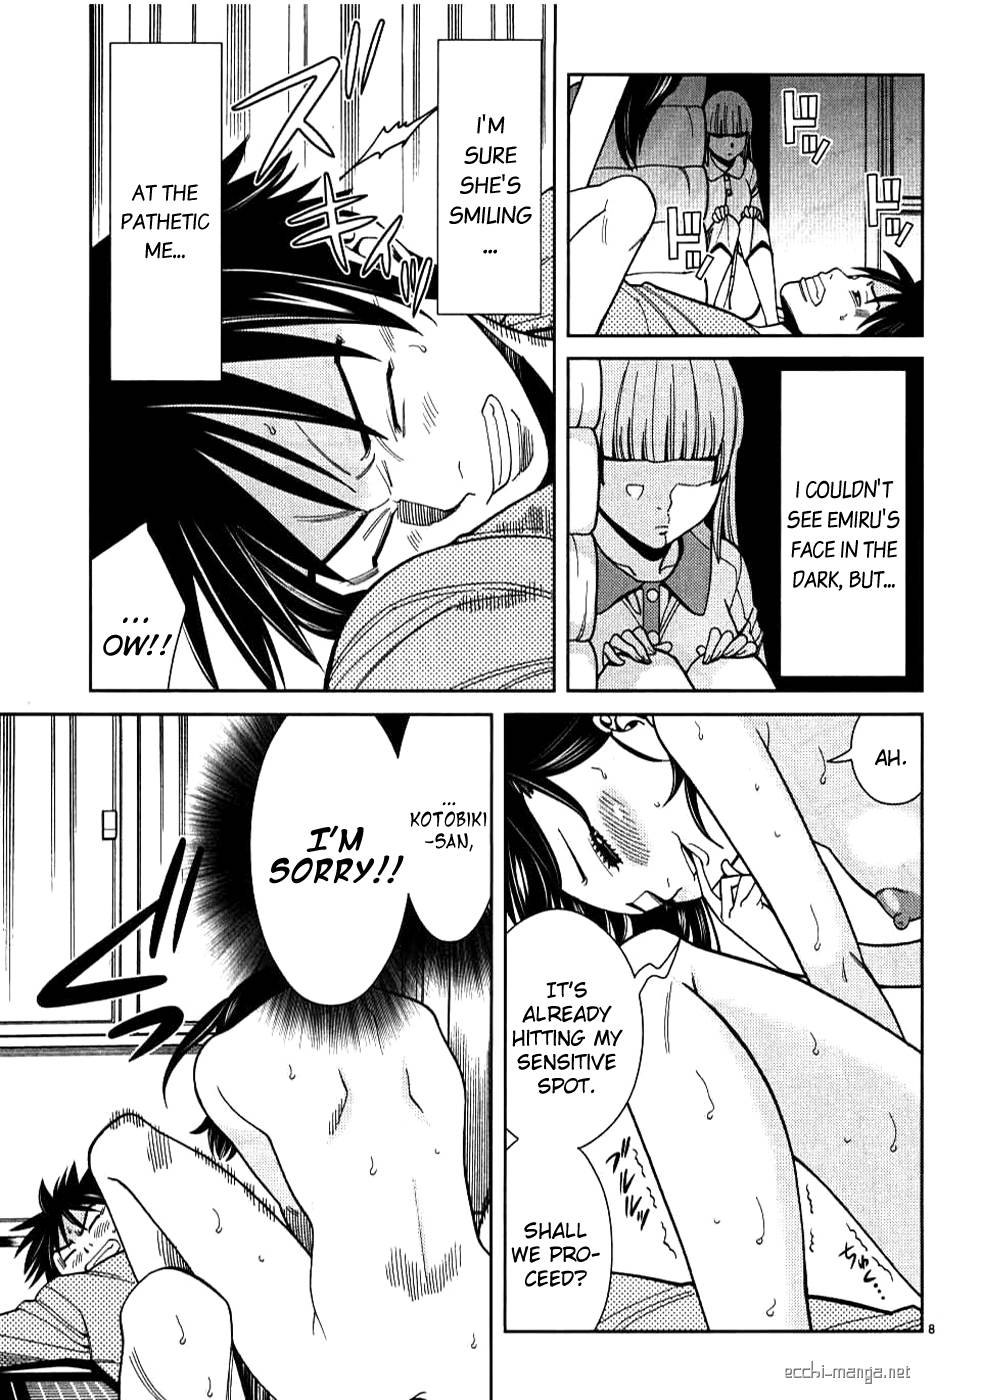 I COULDN'T
SEE EMIRU'S
FACE IN THE
DARK, BUT...
I'M
SURE
SHE'S
SMILING
...
AT THE
PATHETIC
ME...
...
OW!!
AH.
IT'S
ALREADY
HITTING MY
SENSITIVE
SPOT.
SHALL
WE PRO-
CEED?
...
KOTOBIKI
-SAN,
I'M
SORRY!!
8
ecchi-manga.net